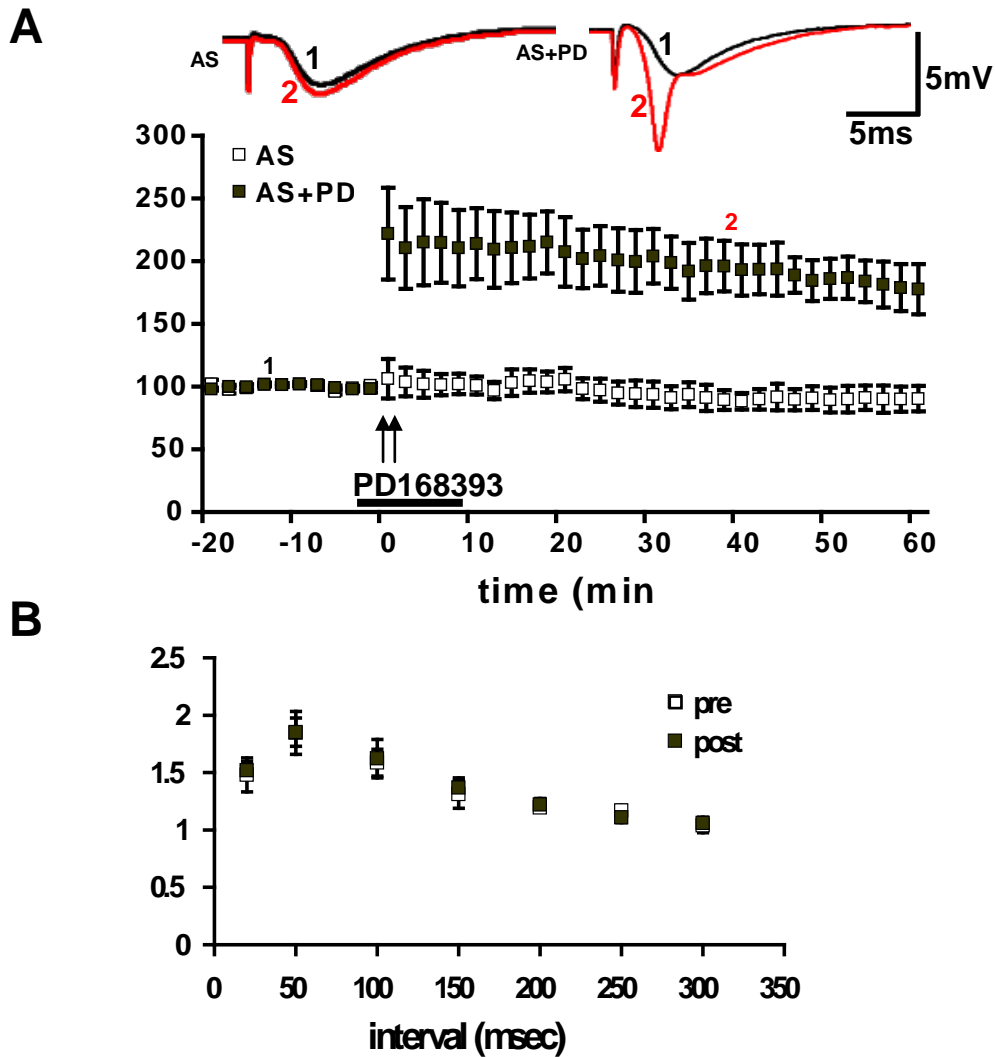 A
AS
1
2
AS+PD
1
2
5mV
5ms
300
250
200
150
100
50
0
AS
AS+PD
2
1
PD168393
-20 -10 0 10 20 30 40 50 60
time (min
B
2.5
2
1.5
1
0.5
0
pre
post
0 50 100 150 200 250 300 350
interval (msec)